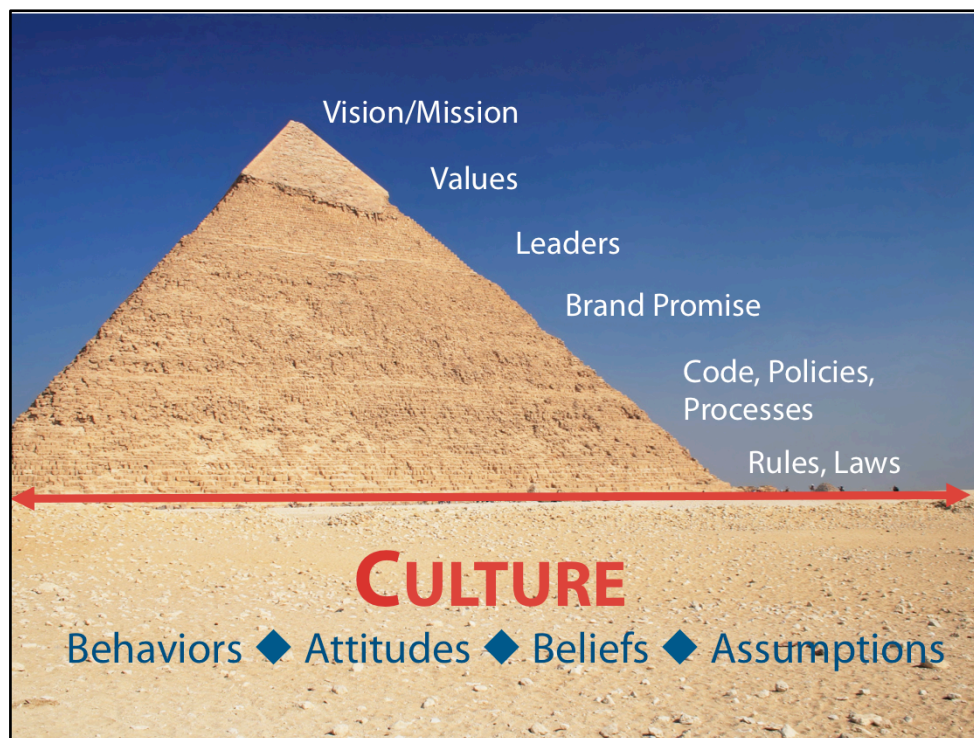 Vision/Mission
Values
Leaders
Brand Promise
Code, Policies,
Processes
Rules, Laws
CULTURE
Behaviors ◆ Attitudes ◆ Beliefs ◆ Assumptions